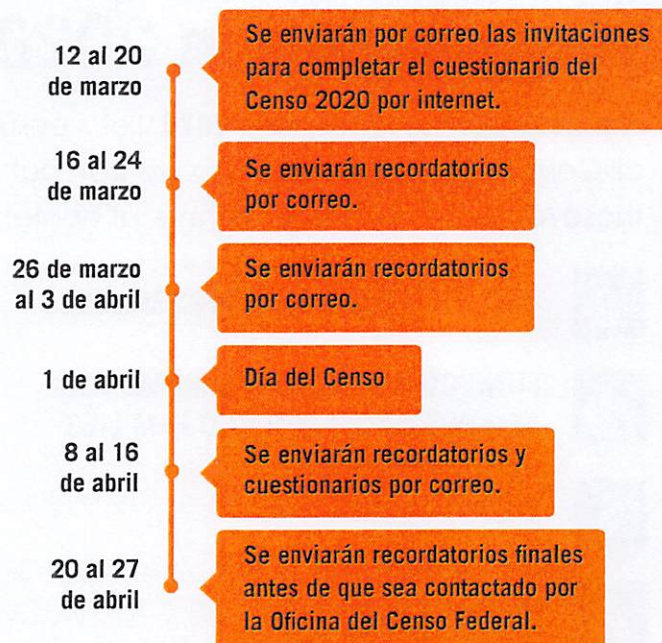 12 al 20
de marzo
Se enviarán por correo las invitaciones
para completar el cuestionario del
Censo 2020 por internet.
16 al 24
de marzo
Se enviarán recordatorios
por correo.
26 de marzo
al 3 de abril
Se enviarán recordatorios
por correo.
1 de abril
Día del Censo
8 al 16
de abril
Se enviarán recordatorios y
cuestionarios por correo.
20 al 27
de abril
Se enviarán recordatorios finales
antes de que sea contactado por
la Oficina del Censo Federal.